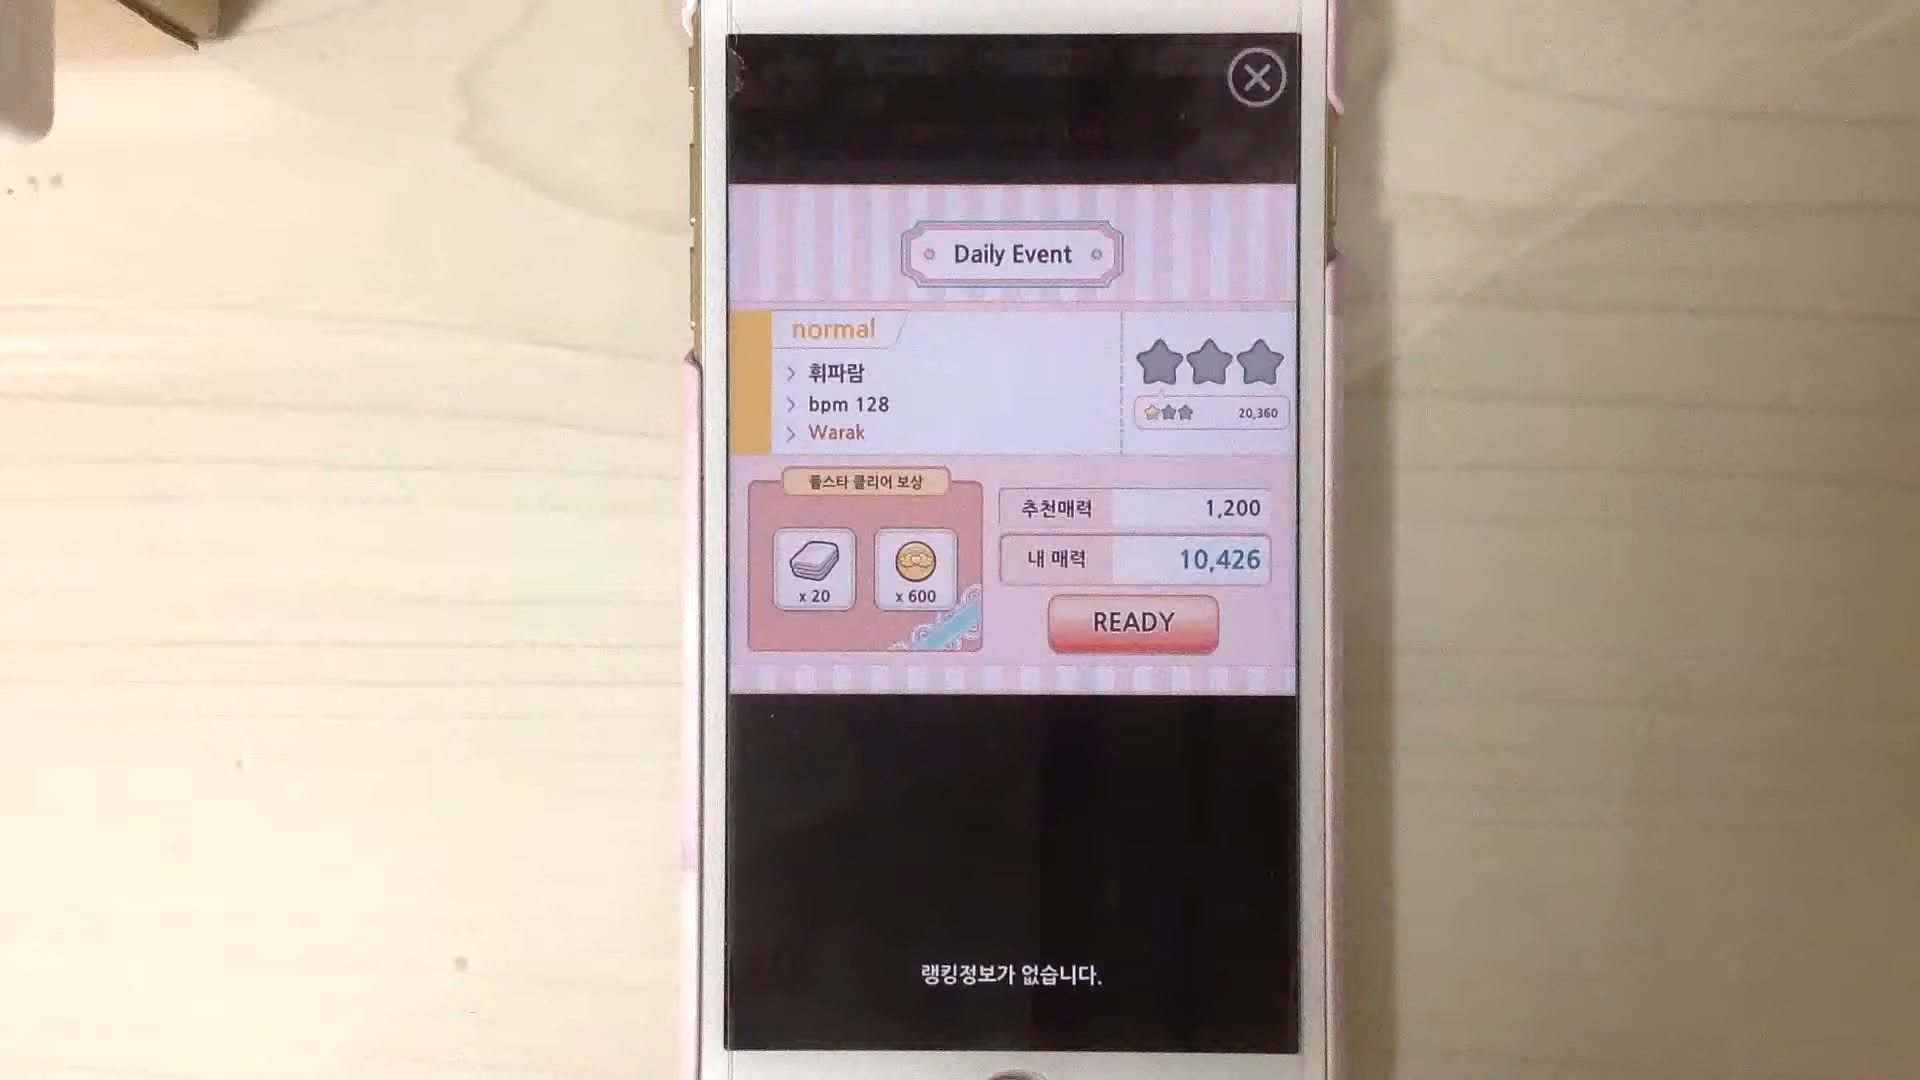 Daily Event
normal
휘파람
bpm 128
Warak
20,360
풀스타 클리어 보상
x 20
x 600
추천매력
1,200
내 매력
10,426
READY
랭킹정보가 없습니다.